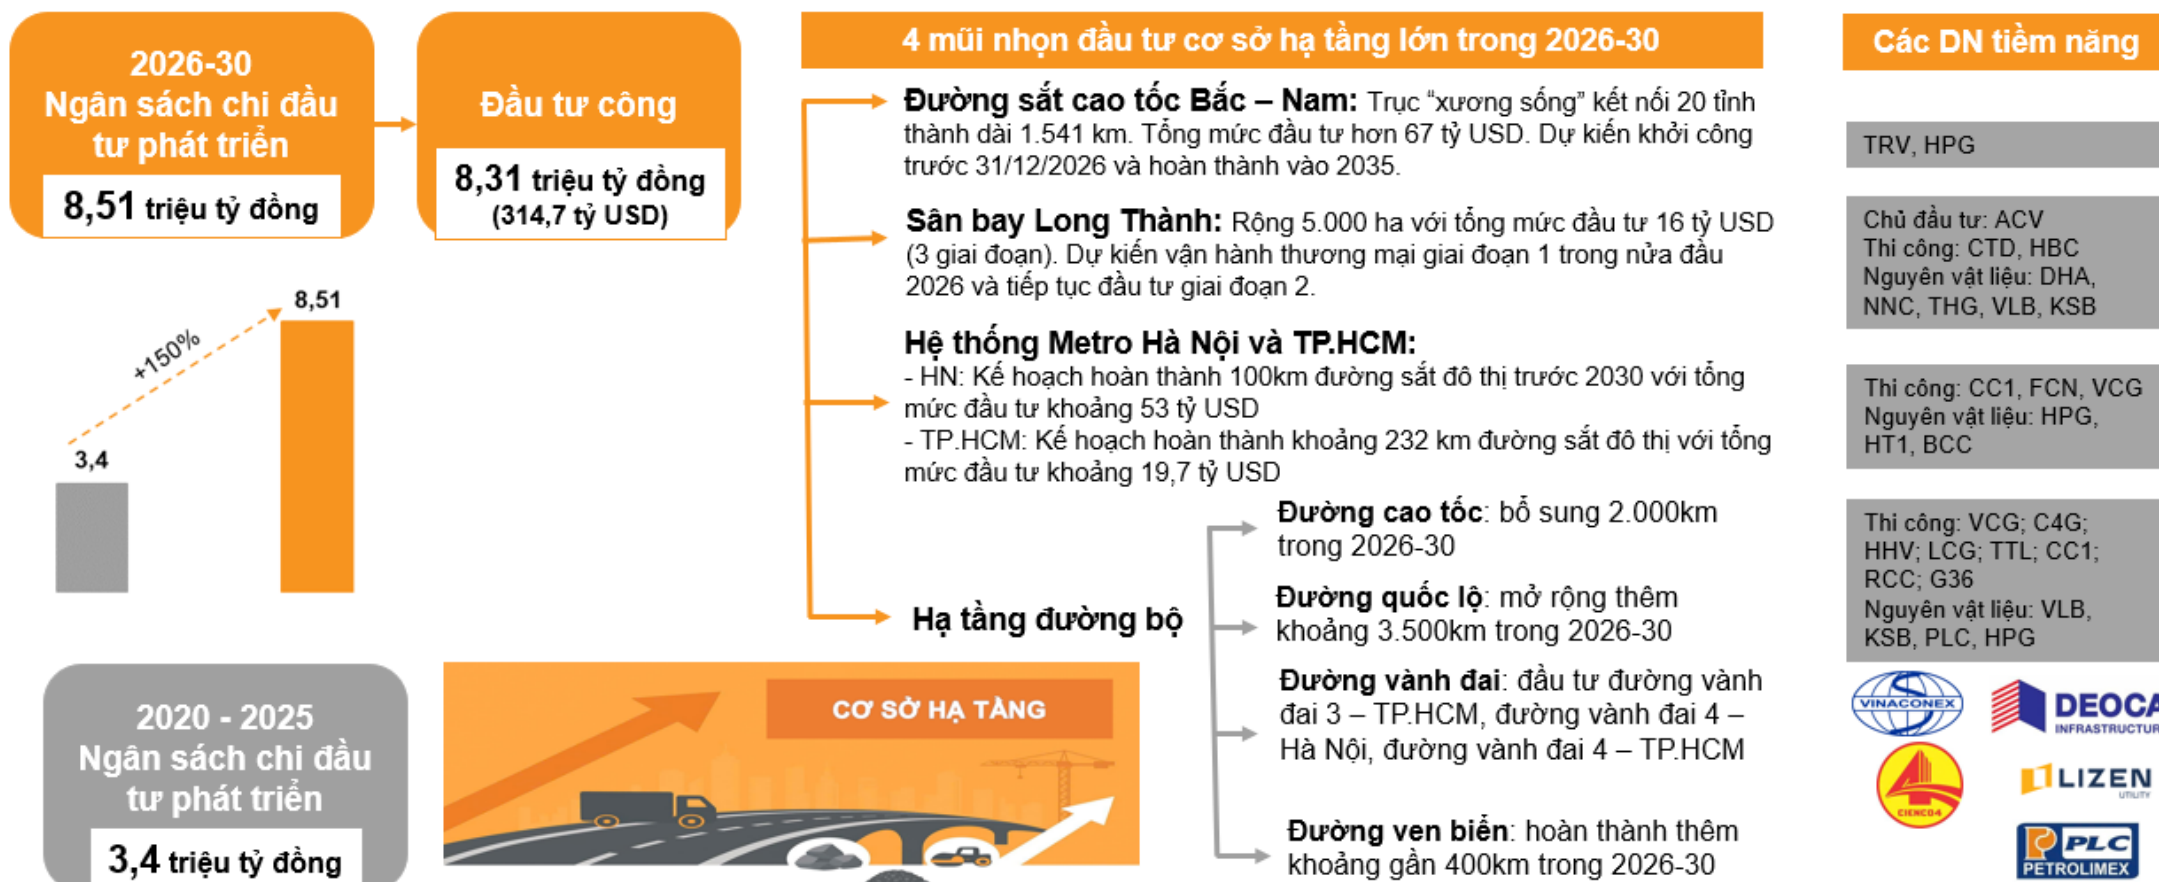 2026-30
Ngân sách chi đầu
tư phát triển
8,51 triệu tỷ đồng
Đầu tư công
8,31 triệu tỷ đồng
(314,7 tỷ USD)
8,51
+150%
3,4
2020 - 2025
Ngân sách chi đầu
tư phát triển
3,4 triệu tỷ đồng
CƠ SỞ HẠ TẦNG
4 mũi nhọn đầu tư cơ sở hạ tầng lớn trong 2026-30
Đường sắt cao tốc Bắc – Nam: Trục “xương sống” kết nối 20 tỉnh
thành dài 1.541 km. Tổng mức đầu tư hơn 67 tỷ USD. Dự kiến khởi công
trước 31/12/2026 và hoàn thành vào 2035.
Sân bay Long Thành: Rộng 5.000 ha với tổng mức đầu tư 16 tỷ USD
(3 giai đoạn). Dự kiến vận hành thương mại giai đoạn 1 trong nửa đầu
2026 và tiếp tục đầu tư giai đoạn 2.
Hệ thống Metro Hà Nội và TP.HCM:
- HN: Kế hoạch hoàn thành 100km đường sắt đô thị trước 2030 với tổng
mức đầu tư khoảng 53 tỷ USD
- TP.HCM: Kế hoạch hoàn thành khoảng 232 km đường sắt đô thị với tổng
mức đầu tư khoảng 19,7 tỷ USD
Hạ tầng đường bộ
Đường cao tốc: bổ sung 2.000km
trong 2026-30
Đường quốc lộ: mở rộng thêm
khoảng 3.500km trong 2026-30
Đường vành đai: đầu tư đường vành
đai 3 – TP.HCM, đường vành đai 4 –
Hà Nội, đường vành đai 4 – TP.HCM
Đường ven biển: hoàn thành thêm
khoảng gần 400km trong 2026-30
Các DN tiềm năng
TRV, HPG
Chủ đầu tư: ACV
Thi công: CTD, HBC
Nguyên vật liệu: DHA,
NNC, THG, VLB, KSB
Thi công: CC1, FCN, VCG
Nguyên vật liệu: HPG,
HT1, BCC
Thi công: VCG; C4G;
HHV; LCG; TTL; CC1;
RCC; G36
Nguyên vật liệu: VLB,
KSB, PLC, HPG
VINACONEX
DEOCA
INFRASTRUCTUR
CIENCO4
LIZEN
UTILITY
PLC
PETROLIMEX